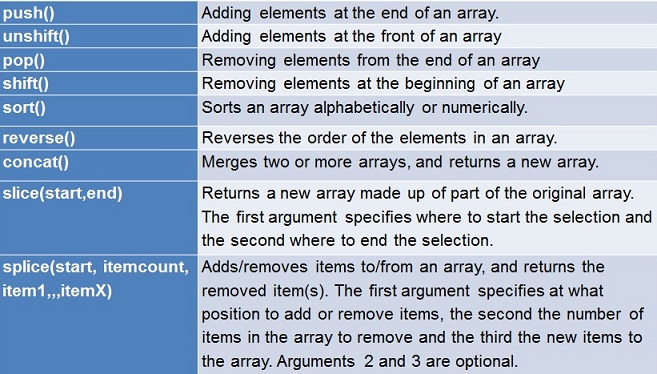 push() Adding elements at the end of an array.
unshift() Adding elements at the front of an array
pop() Removing elements from the end of an array
shift() Removing elements at the beginning of an array
sort() Sorts an array alphabetically or numerically.
reverse() Reverses the order of the elements in an array.
concat() Merges two or more arrays, and returns a new array.
slice(start,end) Returns a new array made up of part of the original array.
The first argument specifies where to start the selection and
the second where to end the selection.
splice(start, itemcount, Adds/removes items to/from an array, and returns the
item1,,,itemX) removed item(s). The first argument specifies at what
position to add or remove items, the second the number of
items in the array to remove and the third the new items to
the array. Arguments 2 and 3 are optional.